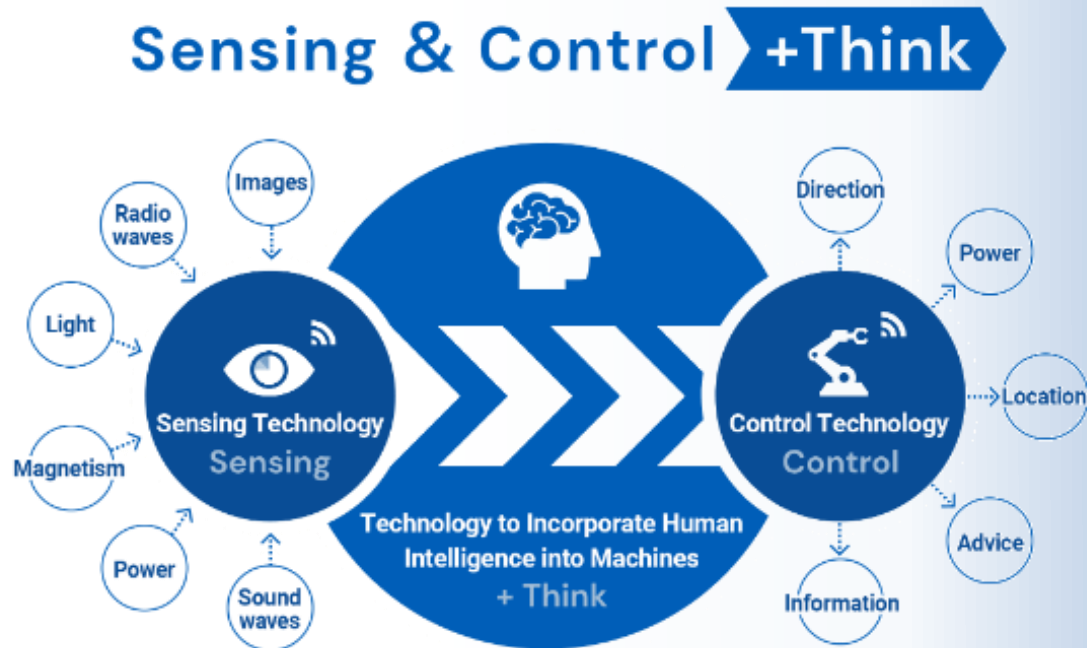 Sensing & Control +Think
Images
Radio
waves
Light
Magnetism
Power
Sound
waves
Sensing Technology
Sensing
Technology to Incorporate Human
Intelligence into Machines
+ Think
Control Technology
Control
Direction
Power
Location
Advice
Information